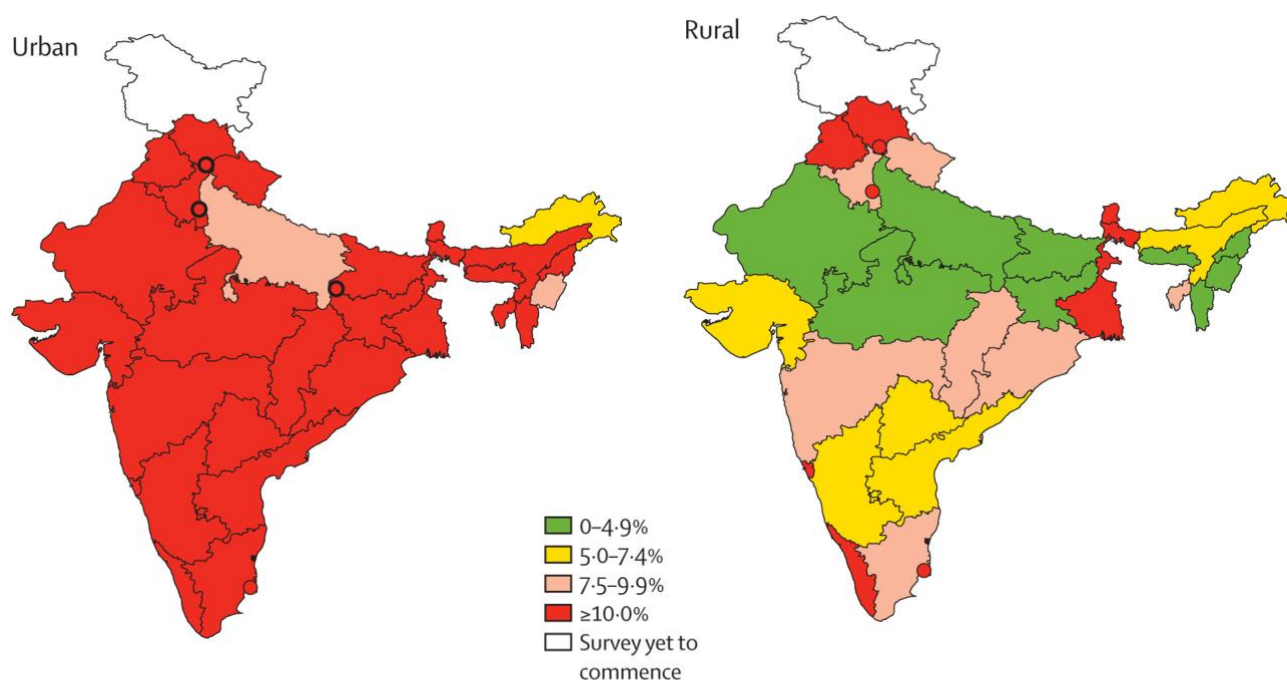 Urban
Rural
0–4·9%
5·0–7·4%
7·5–9·9%
≥10·0%
Survey yet to
commence